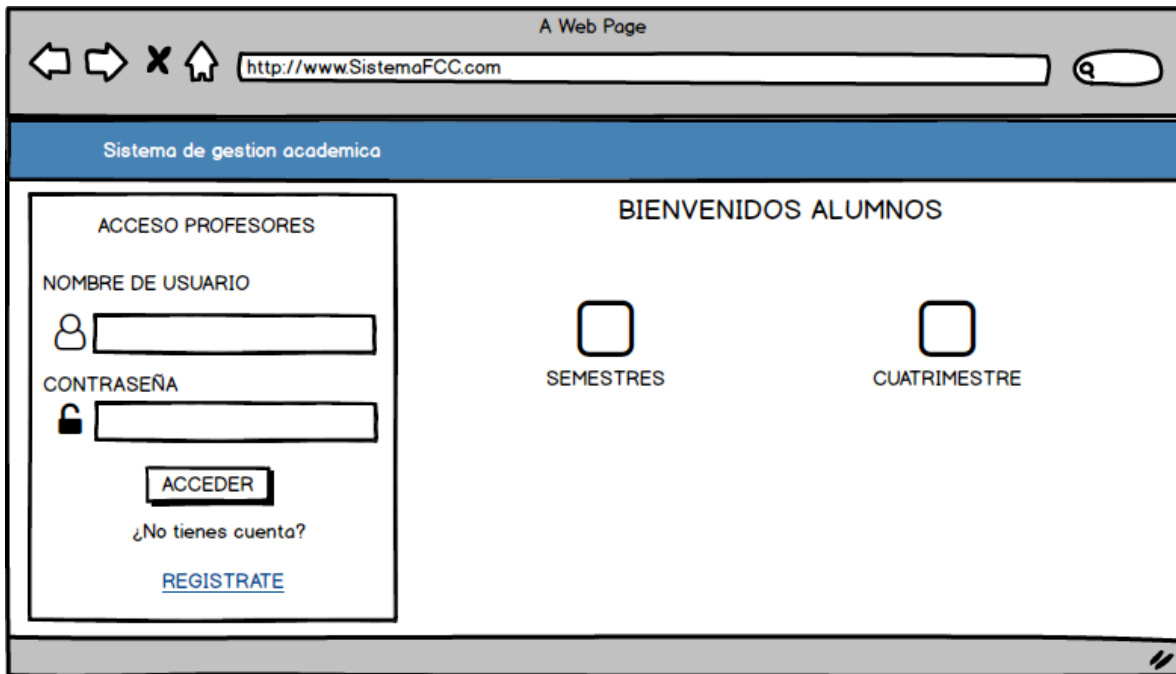 A Web Page
http://www.SistemaFCC.com
Sistema de gestion academica
ACCESO PROFESORES
NOMBRE DE USUARIO
CONTRASEÑA
ACCEDER
¿No tienes cuenta?
REGISTRATE
BIENVENIDOS ALUMNOS
SEMESTRES
CUATRIMESTRE